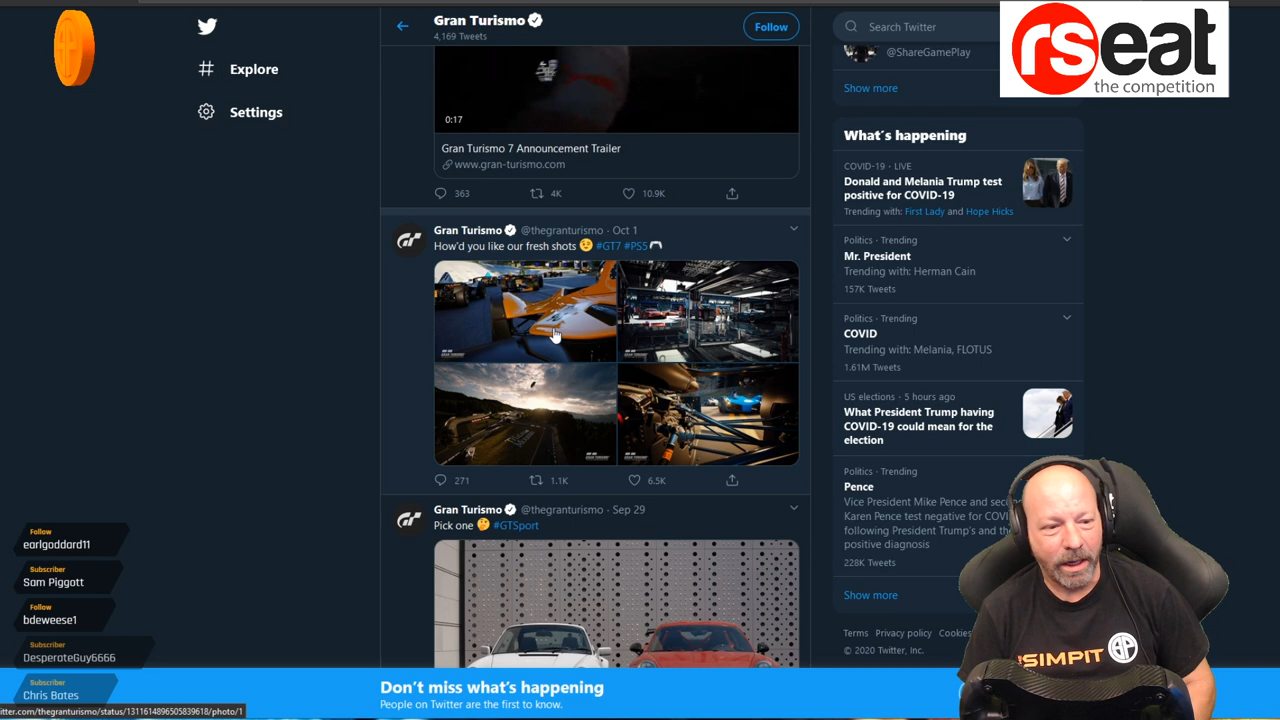 Explore
Settings
Gran Turismo
4,169 Tweets
Follow
0:17
Gran Turismo 7 Announcement Trailer
www.gran-turismo.com
363 4K 10.9K
Gran Turismo @thegranturismo · Oct 1
How'd you like our fresh shots #GT7 #PS5
271 1.1K 6.5K
Gran Turismo @thegranturismo · Sep 29
Pick one #GTSport
Search Twitter
@ShareGamePlay
Show more
What's happening
COVID-19 · LIVE
Donald and Melania Trump test
positive for COVID-19
Trending with: First Lady and Hope Hicks
Politics · Trending
Mr. President
Trending with: Herman Cain
157K Tweets
Politics · Trending
COVID
Trending with: Melania, FLOTUS
1.61M Tweets
US elections · 5 hours ago
What President Trump having
COVID-19 could mean for the
election
Politics · Trending
Pence
Vice President Mike Pence and
Karen Pence test negative for
following President Trump's and
positive diagnosis
228K Tweets
Show more
Terms Privacy policy Cookies
© 2020 Twitter, Inc.
rseat
the competition
SIMPIT
Follow
earlgoddard11
Subscriber
Sam Piggott
Follow
bdeweese1
Subscriber
DesperateGuy6666
Subscriber
Chris Bates
Don't miss what's happening
People on Twitter are the first to know.
itter.com/thegranturismo/status/1311614896505839618/photo/1